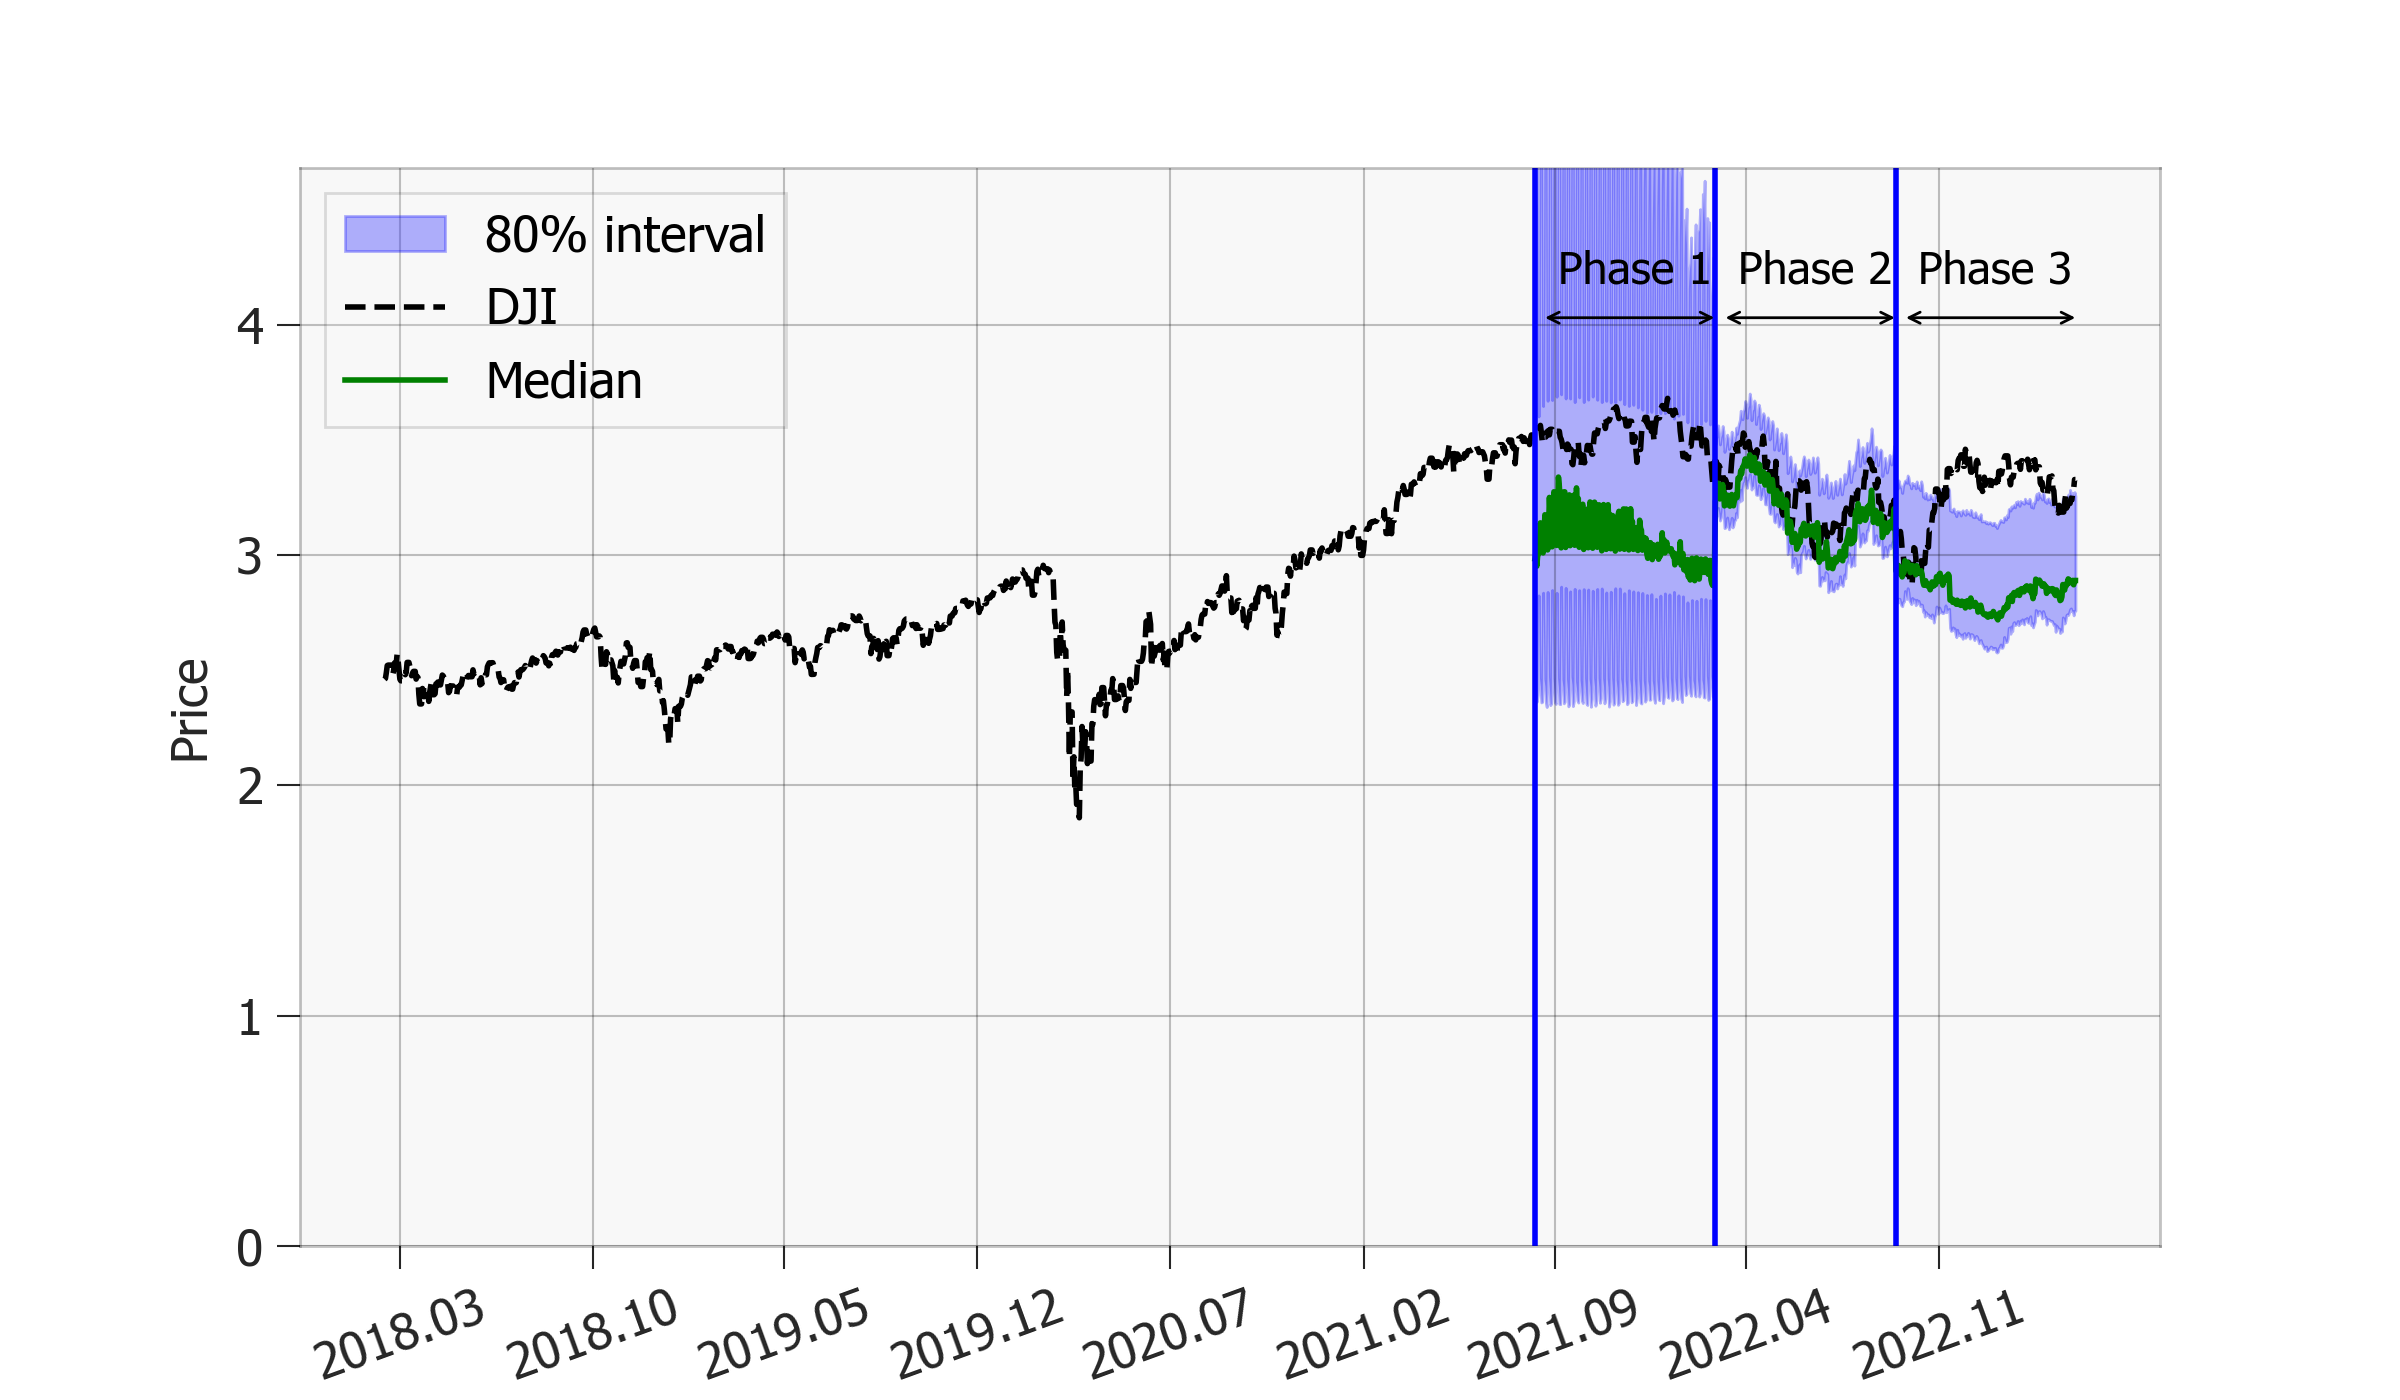 80% interval
DJI
Median
Phase 1
Phase 2
Phase 3
Price
4
3
2
1
0
2018.03
2018.10
2019.05
2019.12
2020.07
2021.02
2021.09
2022.04
2022.11